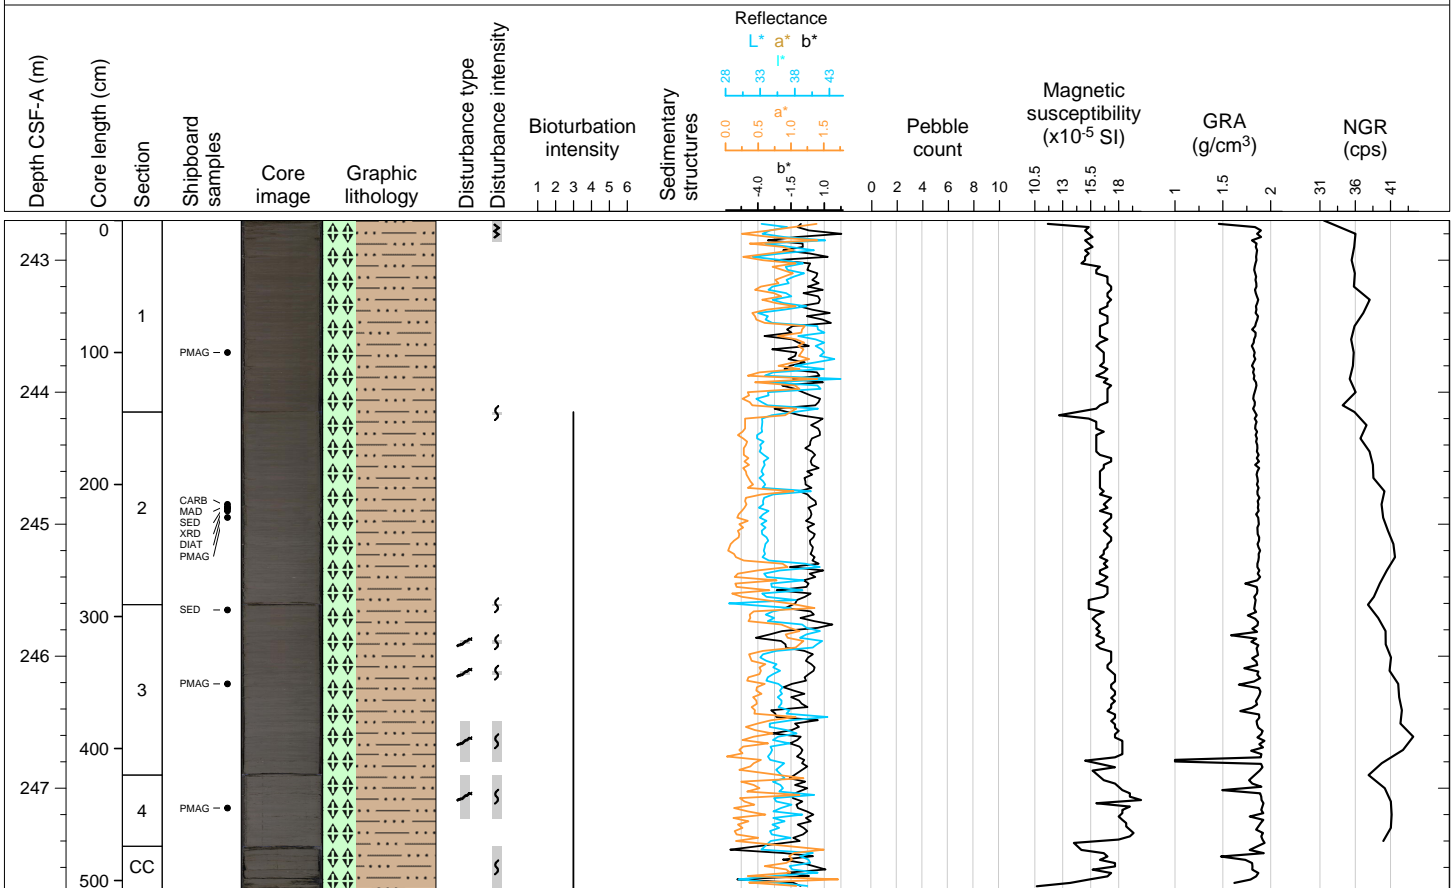 Depth CSF-A (m)
Core length (cm)
Section
Shipboard
samples
Core
image
Graphic
lithology
Disturbance type
Disturbance intensity
Bioturbation
intensity
1 2 3 4 5 6
Sedimentary
structures
Reflectance
L* a* b*
l*
28 33 38 43
a*
0.0 0.5 1.0 1.5
b*
-4.0 -1.5 1.0
Pebble
count
0 2 4 6 8 10
Magnetic
susceptibility
(x10-5 SI)
10.5 13 15.5 18
GRA
(g/cm3)
1 1.5 2
NGR
(cps)
31 36 41
0
243
1
100
PMAG
244
200
2
CARB
MAD
SED
XRD
DIAT
PMAG
245
300
SED
246
3
PMAG
400
247
4
PMAG
CC
500